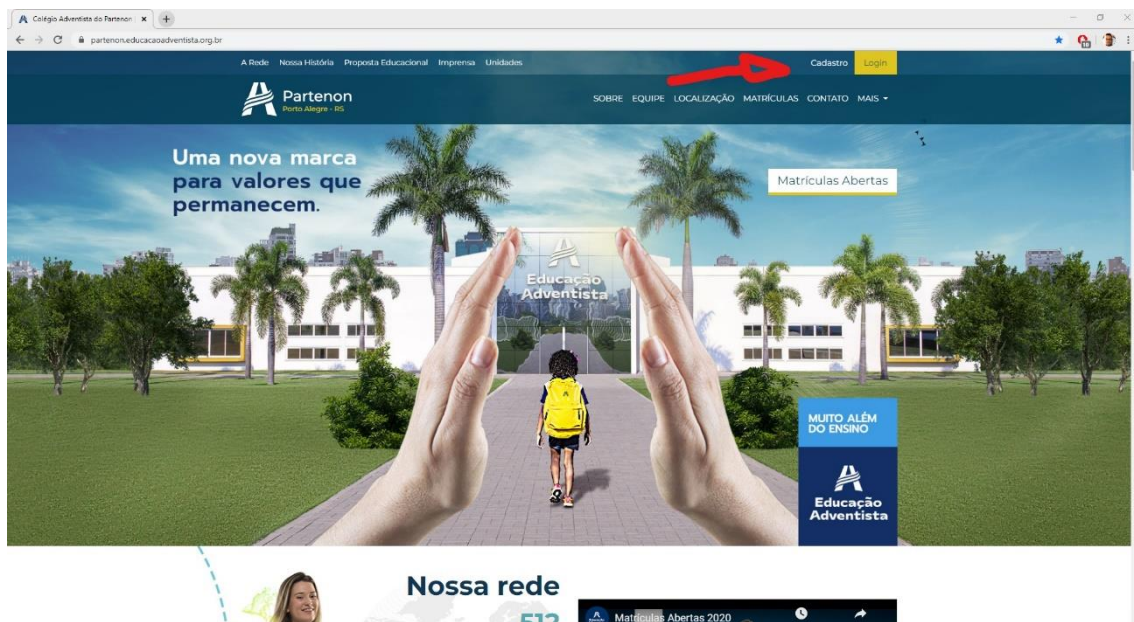 Colégio Adventista do Partenon
partenon.educacaoadventista.org.br
A Rede Nossa História Proposta Educacional Imprensa Unidades Cadastro Login
Partenon
Porto Alegre - RS
SOBRE EQUIPE LOCALIZAÇÃO MATRÍCULAS CONTATO MAIS
Uma nova marca
para valores que
permanecem.
Matrículas Abertas
Educação
Adventista
MUITO ALÉM
DO ENSINO
Educação
Adventista
Nossa rede
512
Matrículas Abertas 2020